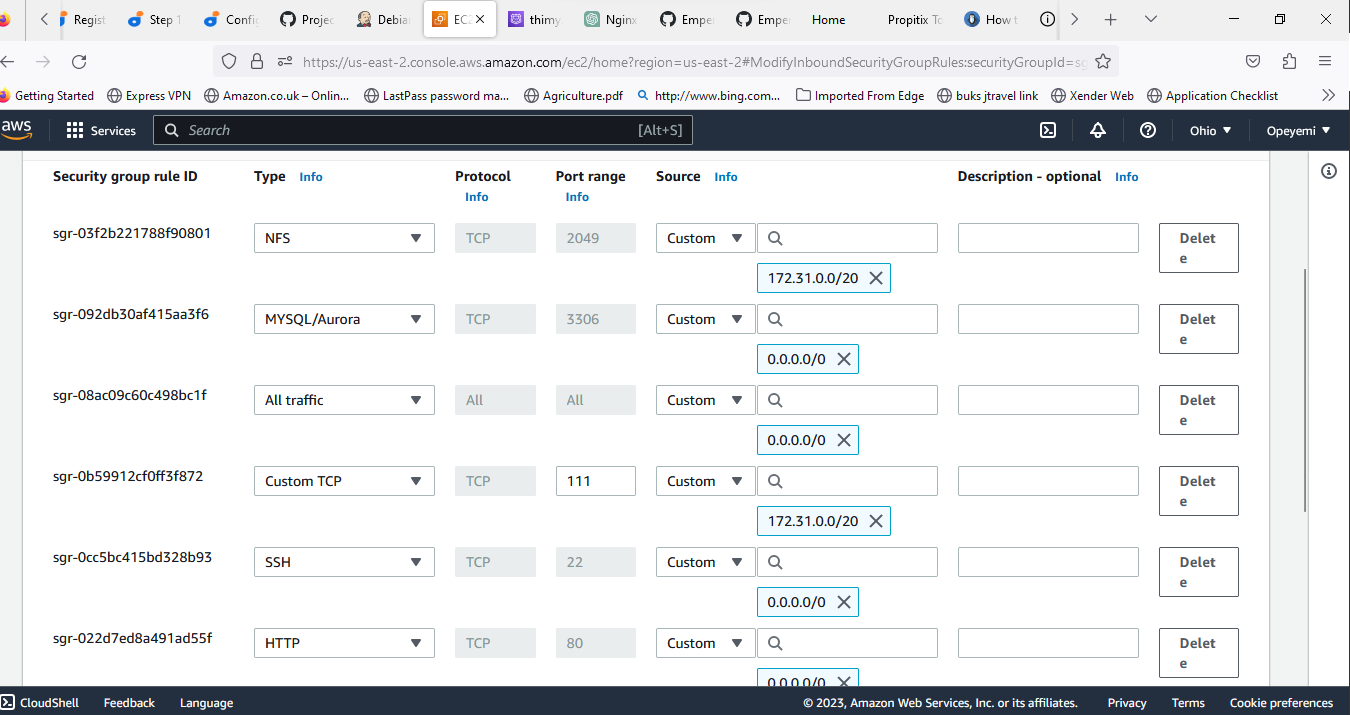 Regist
Step 1
Config
Projec
Debian
EC2
thimy
Nginx
Empe
Empe
Home
Propitix To
How t
https://us-east-2.console.aws.amazon.com/ec2/home?region=us-east-2#ModifyInboundSecurityGroupRules:securityGroupId=sg
Getting Started
Express VPN
Amazon.co.uk – Onlin...
LastPass password ma...
Agriculture.pdf
http://www.bing.com...
Imported From Edge
buks jtravel link
Xender Web
Application Checklist
aws
Services
Search
[Alt+S]
Ohio
Opeyemi
Security group rule ID
Type Info
Protocol
Info
Port range
Info
Source Info
Description - optional Info
sgr-03f2b221788f90801
NFS
TCP
2049
Custom
Delet
e
172.31.0.0/20
sgr-092db30af415aa3f6
MYSQL/Aurora
TCP
3306
Custom
Delet
e
0.0.0.0/0
sgr-08ac09c60c498bc1f
All traffic
All
All
Custom
Delet
e
0.0.0.0/0
sgr-0b59912cf0ff3f872
Custom TCP
TCP
111
Custom
Delet
e
172.31.0.0/20
sgr-0cc5bc415bd328b93
SSH
TCP
22
Custom
Delet
e
0.0.0.0/0
sgr-022d7ed8a491ad55f
HTTP
TCP
80
Custom
Delet
e
0.0.0.0/0
CloudShell
Feedback
Language
© 2023, Amazon Web Services, Inc. or its affiliates.
Privacy
Terms
Cookie preferences